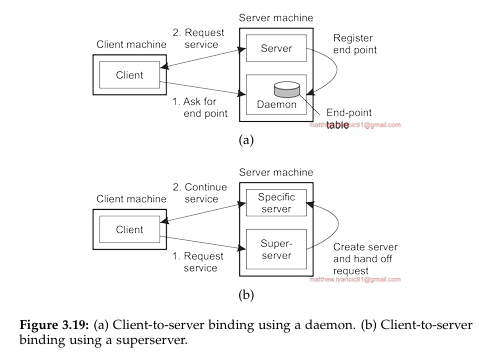 Server machine
2. Request
service
Client machine
Server
Register
end point
Client
1. Ask for
end point
Daemon
End-point
table
matthew.ivancic91@gmail.com
(a)
Server machine
Client machine
2. Continue
service
Specific
server
Client
Super-
server
1. Request
service
Create server
and hand off
request
matthew.ivancic91@gmail.com
(b)
Figure 3.19: (a) Client-to-server binding using a daemon. (b) Client-to-server
binding using a superserver.